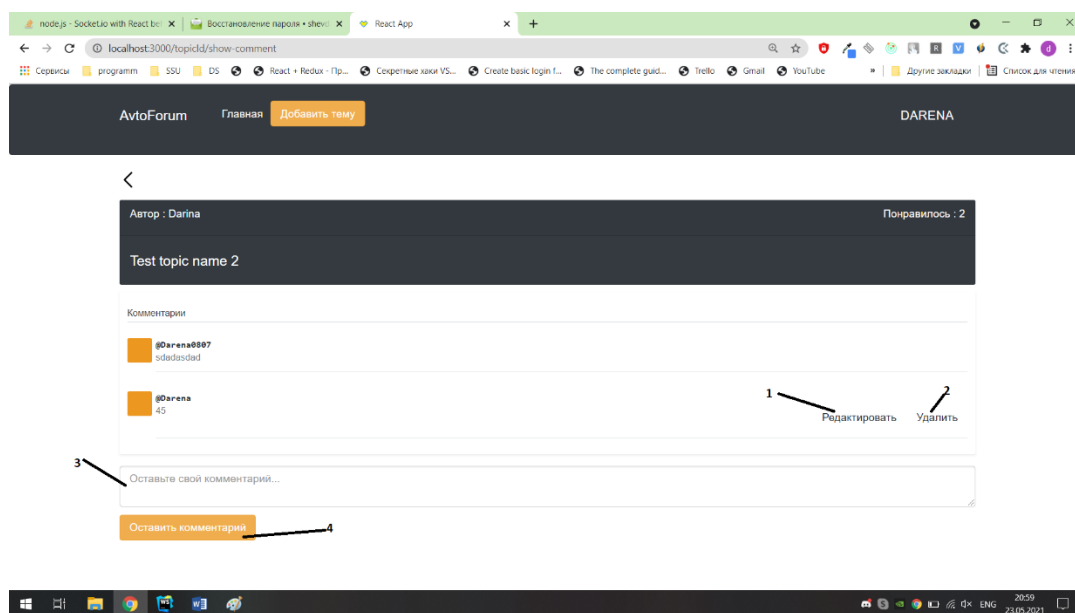 node.js - Socket.io with React bel
Восстановление пароля • shevd
React App
localhost:3000/topicId/show-comment
Сервисы programm SSU DS React + Redux - Пр... Секретные хаки VS... Create basic login f... The complete guid... Trello Gmail YouTube » Другие закладки Список для чтения
AvtoForum Главная Добавить тему DARENA
Автор : Darina Понравилось : 2
Test topic name 2
Комментарии
@Darena0807
sdadasdad
@Darena
45
1 2
Редактировать Удалить
3
Оставьте свой комментарий...
Оставить комментарий
4
ENG 20:59
23.05.2021